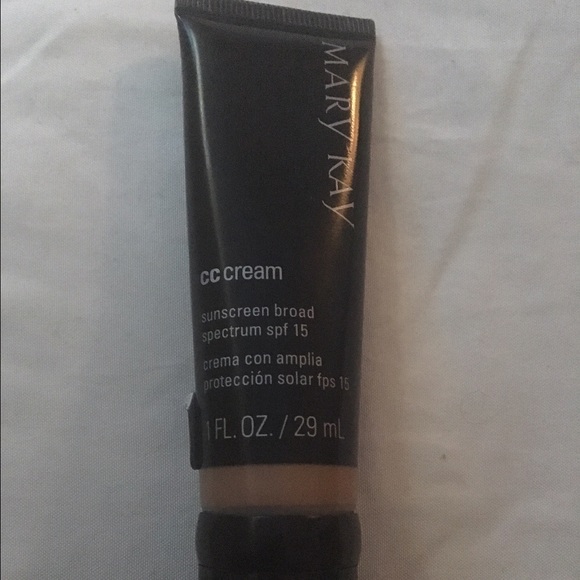 MARY KAY
cc cream
sunscreen broad
spectrum spf 15
crema con amplia
protección solar fps 15
1 FL. OZ. / 29 mL